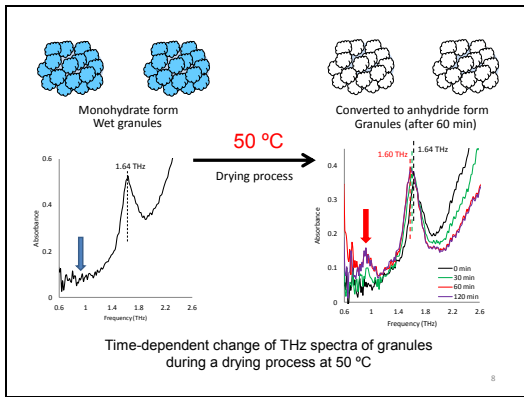 Monohydrate form
Wet granules
50 ºC
Drying process
Converted to anhydride form
Granules (after 60 min)
0.6
0.4
0.2
0
Absorbance
1.64 THz
0.6 1 1.4 1.8 2.2 2.6
Frequency (THz)
0.4
0.3
0.2
0.1
0
Absorbance
1.60 THz
1.64 THz
0 min
30 min
60 min
120 min
0.6 1 1.4 1.8 2.2 2.6
Frequency (THz)
Time-dependent change of THz spectra of granules
during a drying process at 50 ºC
8